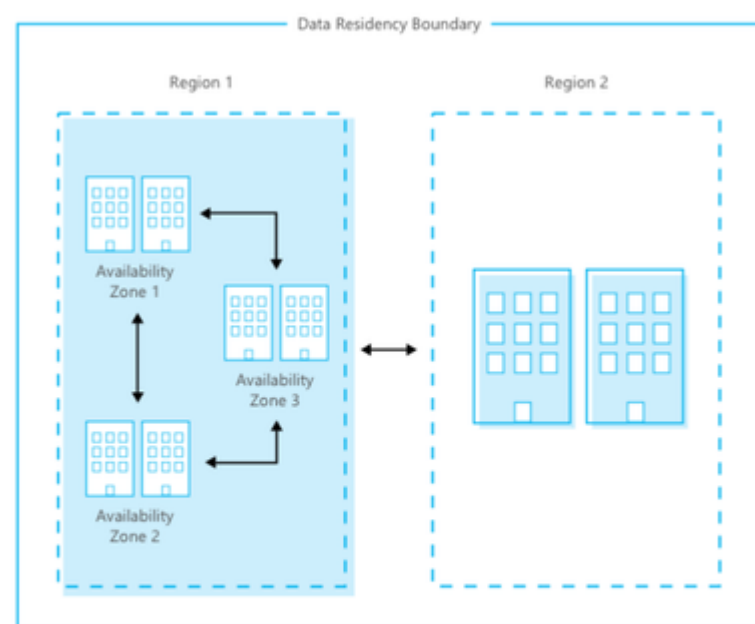 Data Residency Boundary
Region 1
Region 2
Availability
Zone 1
Availability
Zone 3
Availability
Zone 2